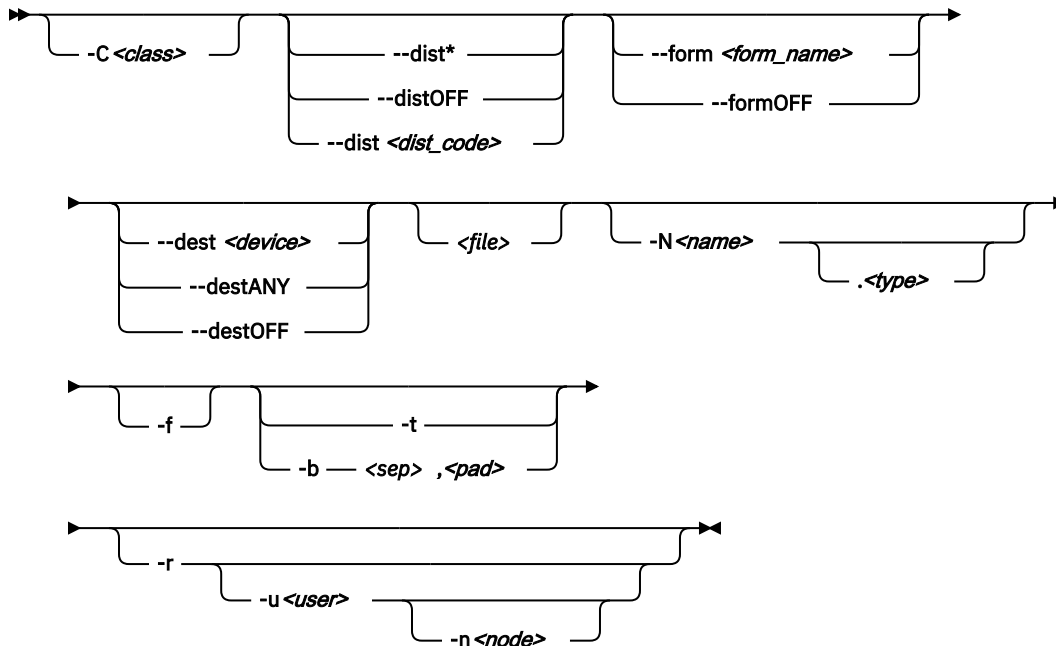 -C <class>
--dist*
--form <form_name>
--distOFF
--formOFF
--dist <dist_code>
--dest <device>
<file>
-N<name>
--destANY
.<type>
--destOFF
-f
-t
-b <sep> ,<pad>
-r
-u<user>
-n<node>